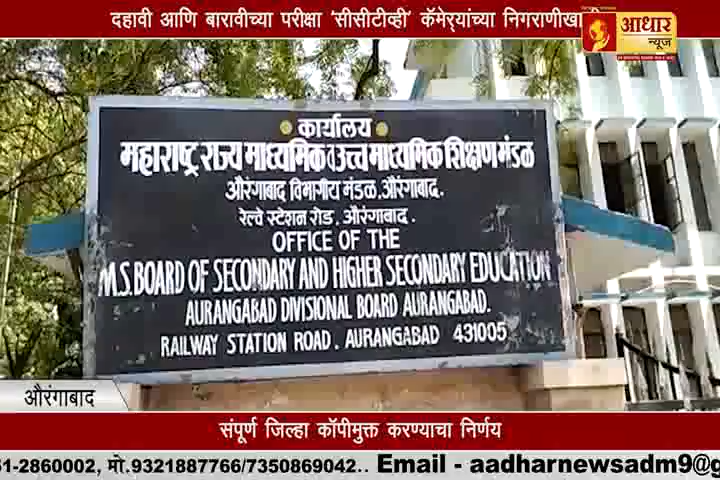 दहावी आणि बारावीच्या परीक्षा 'सीसीटीव्ही' कॅमेऱ्यांच्या निगराणीखा
आधार
न्यूज
कार्यालय
महाराष्ट्र राज्य माध्यमिक व उच्च माध्यमिक शिक्षण मंडळ
औरंगाबाद विभागीय मंडळ, औरंगाबाद.
रेल्वे स्टेशन रोड, औरंगाबाद.
OFFICE OF THE
M.S. BOARD OF SECONDARY AND HIGHER SECONDARY EDUCATION
AURANGABAD DIVISIONAL BOARD AURANGABAD.
RAILWAY STATION ROAD. AURANGABAD 431005
औरंगाबाद
संपूर्ण जिल्हा कॉपीमुक्त करण्याचा निर्णय
51-2860002, मो.9321887766/7350869042.. Email - aadharnewsadm9@g